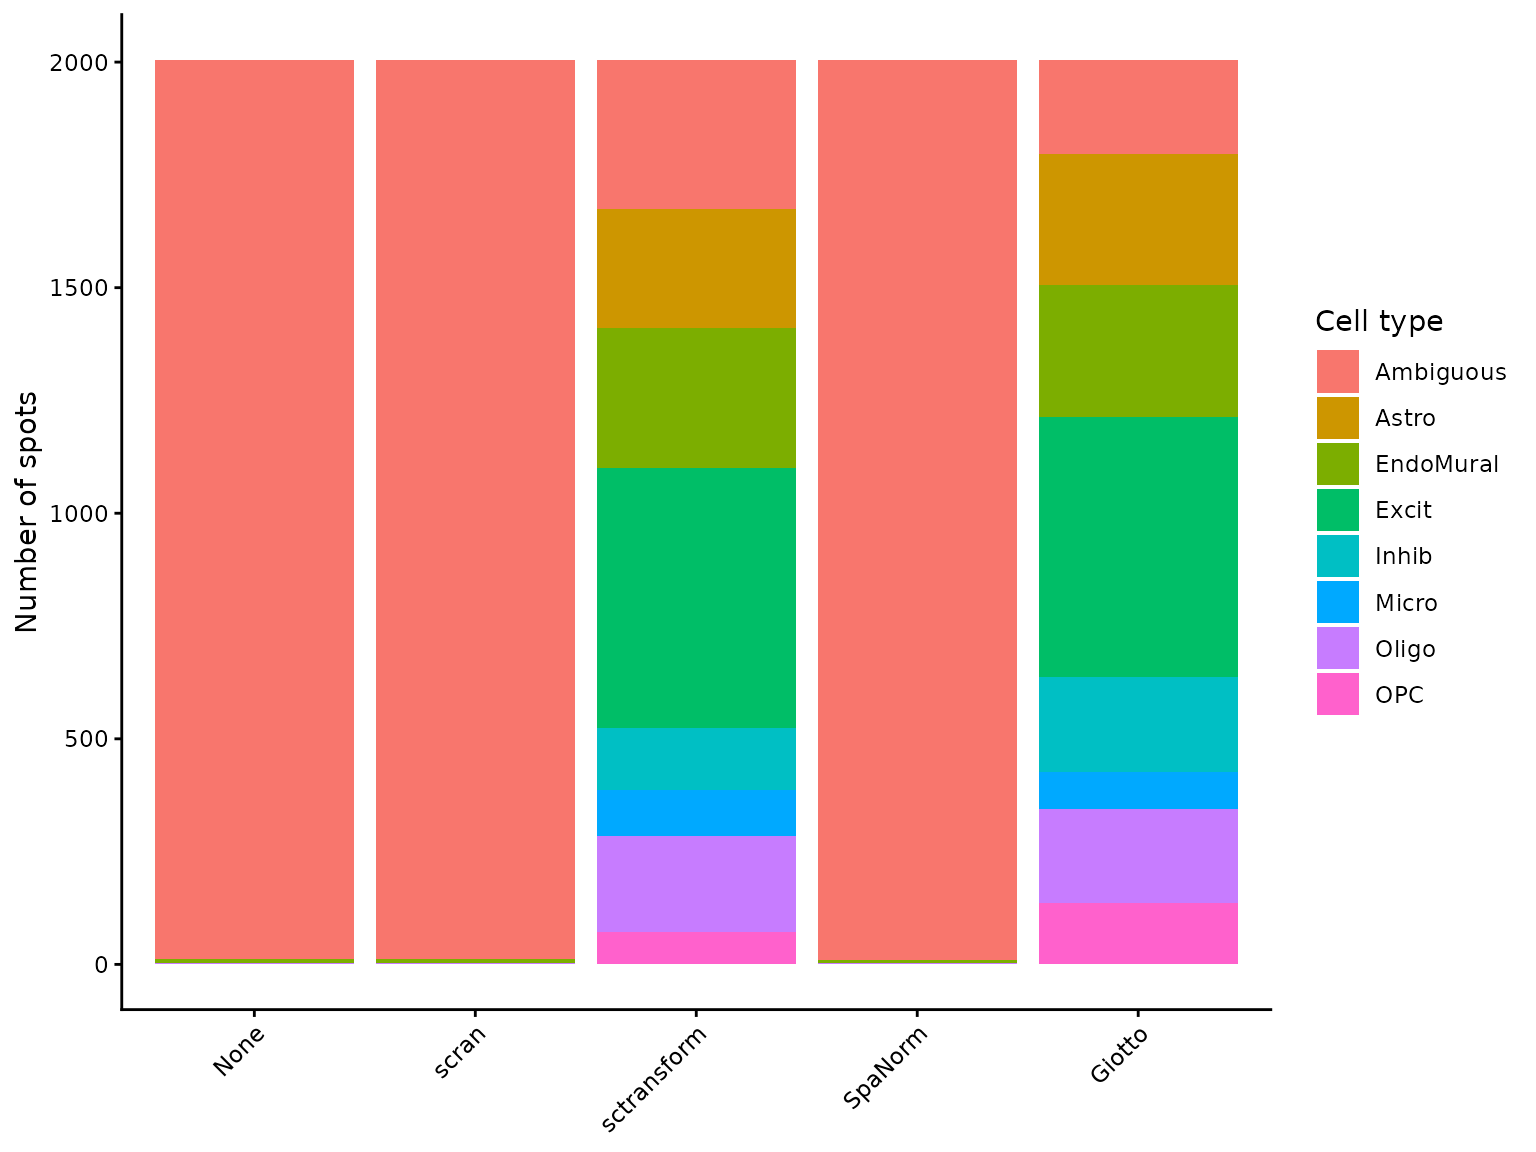 Number of spots
2000
1500
1000
500
0
None
scran
sctransform
SpaNorm
Giotto
Cell type
Ambiguous
Astro
EndoMural
Excit
Inhib
Micro
Oligo
OPC